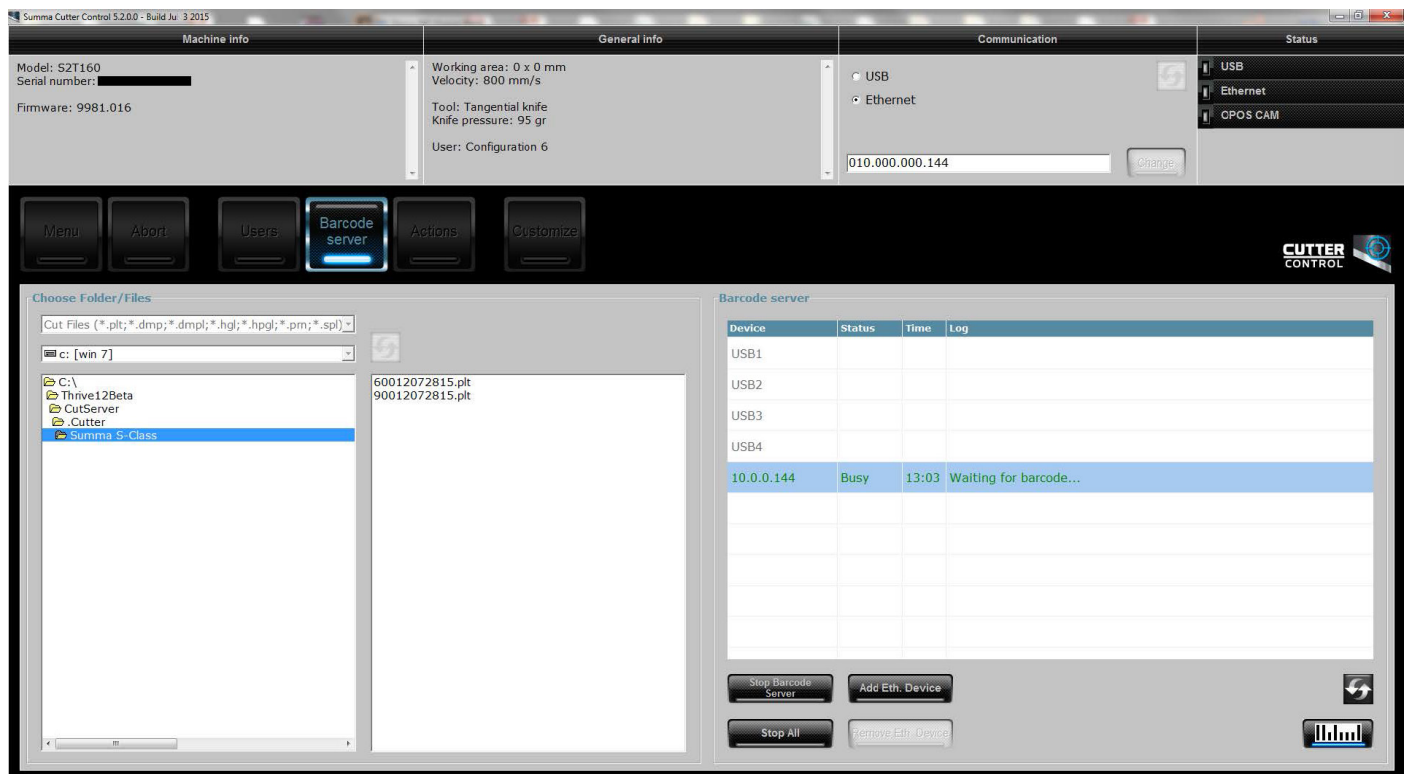 Summa Cutter Control 5.2.0.0 - Build Jul 3 2015
Machine info
General info
Communication
Status
Model: S2T160
Serial number:
Firmware: 9981.016
Working area: 0 x 0 mm
Velocity: 800 mm/s
Tool: Tangential knife
Knife pressure: 95 gr
User: Configuration 6
USB
Ethernet
010.000.000.144
Change
USB
Ethernet
OPOS CAM
Menu
Abort
Users
Barcode
server
Actions
Customize
CUTTER
CONTROL
Choose Folder/Files
Cut Files (*.plt;*.dmp;*.dmpl;*.hgl;*.hpgl;*.prn;*.spl)
c: [win 7]
C:\
Thrive12Beta
CutServer
.Cutter
Summa S-Class
60012072815.plt
90012072815.plt
Barcode server
Device Status Time Log
USB1
USB2
USB3
USB4
10.0.0.144 Busy 13:03 Waiting for barcode...
Stop Barcode
Server
Add Eth. Device
Stop All
Remove Eth. Device